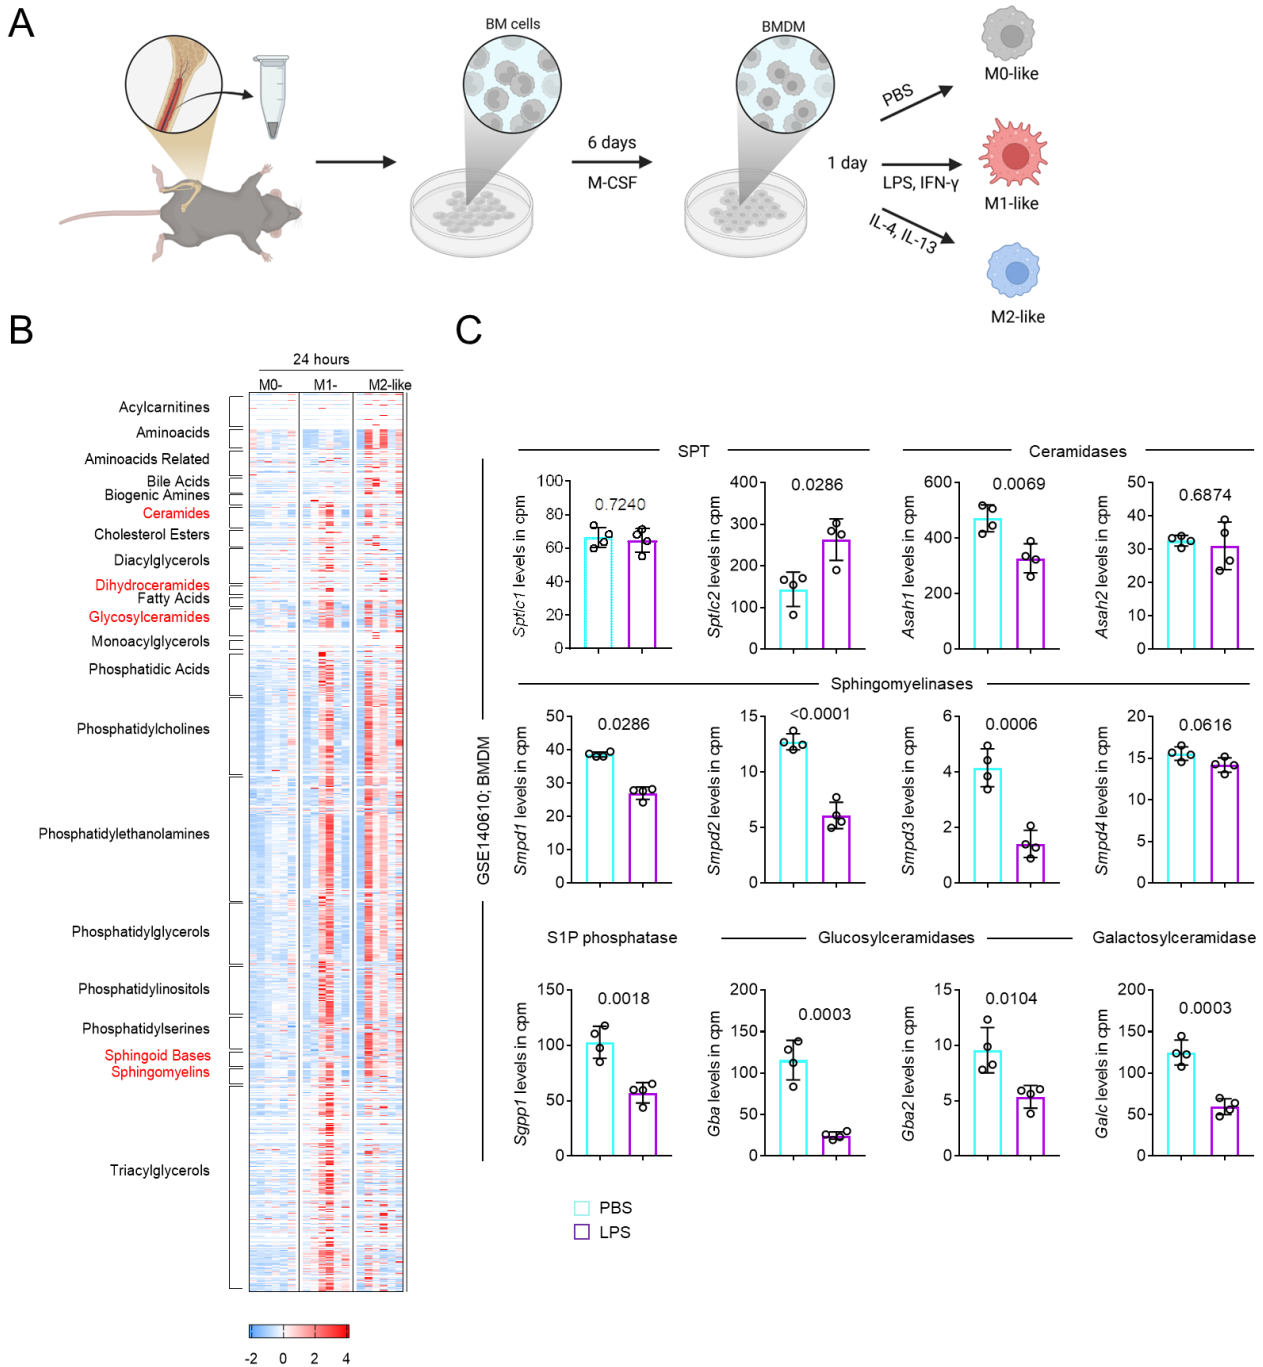 A
BM cells
BMDM
6 days
M-CSF
1 day
PBS
LPS, IFN-γ
IL-4, IL-13
M0-like
M1-like
M2-like
B
24 hours
M0- M1- M2-like
Acylcarnitines
Aminoacids
Aminoacids Related
Bile Acids
Biogenic Amines
Ceramides
Cholesterol Esters
Diacylglycerols
Dihydroceramides
Fatty Acids
Glycosylceramides
Monoacylglycerols
Phosphatidic Acids
Phosphatidylcholines
Phosphatidylethanolamines
Phosphatidylglycerols
Phosphatidylinositols
Phosphatidylserines
Sphingoid Bases
Sphingomyelins
Triacylglycerols
-2 0 2 4
C
GSE140610; BMDM
SPT
Ceramidases
Sptlc1 levels in cpm
100
80
60
40
20
0
0.7240
Sptlc2 levels in cpm
400
300
200
100
0
0.0286
Asah1 levels in cpm
600
400
200
0
0.0069
Asah2 levels in cpm
50
40
30
20
10
0
0.6874
Sphingomyelinases
Smpd1 levels in cpm
50
40
30
20
10
0
0.0286
Smpd2 levels in cpm
15
10
5
0
<0.0001
Smpd3 levels in cpm
6
4
2
0
0.0006
Smpd4 levels in cpm
20
15
10
5
0
0.0616
S1P phosphatase
Glucosylceramidases
Galactosylceramidase
Sgpp1 levels in cpm
150
100
50
0
0.0018
Gba levels in cpm
200
150
100
50
0
0.0003
Gba2 levels in cpm
15
10
5
0
0.0104
Galc levels in cpm
200
150
100
50
0
0.0003
PBS
LPS